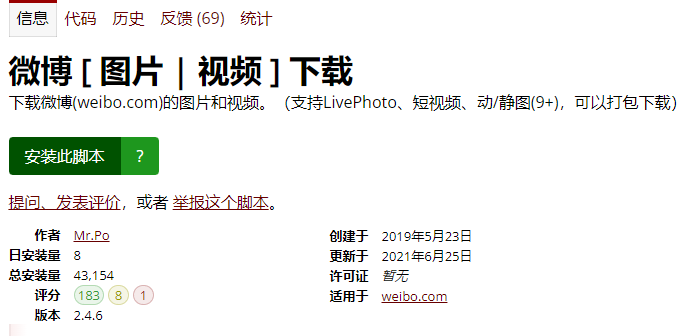 信息 代码 历史 反馈 (69) 统计
微博 [ 图片 | 视频 ] 下载
下载微博(weibo.com)的图片和视频。（支持LivePhoto、短视频、动/静图(9+)，可以打包下载)
安装此脚本 ?
提问、发表评价，或者 举报这个脚本。
作者 Mr.Po 创建于 2019年5月23日
日安装量 8 更新于 2021年6月25日
总安装量 43,154 许可证 暂无
评分 183 8 1 适用于 weibo.com
版本 2.4.6